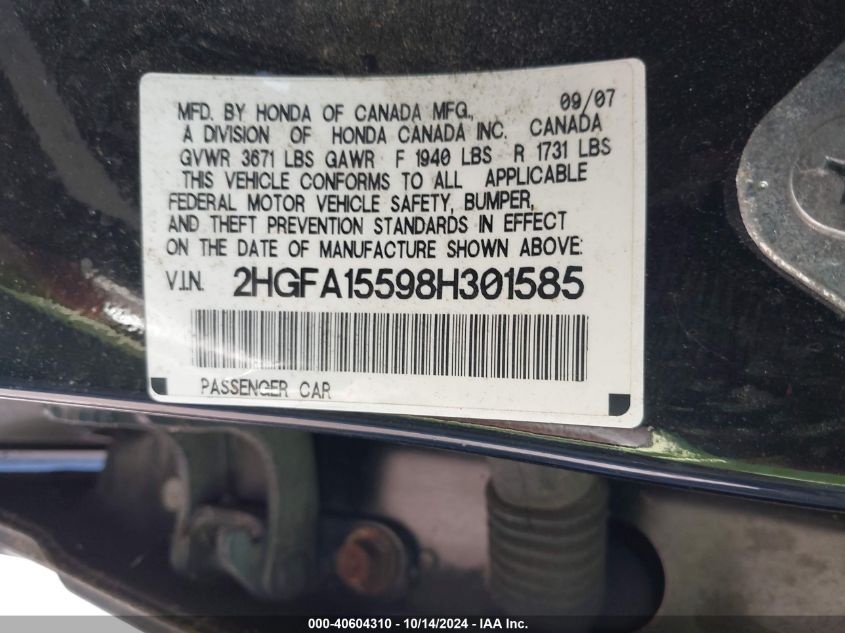 MFD. BY HONDA OF CANADA MFG., 09/07
A DIVISION OF HONDA CANADA INC. CANADA
GVWR 3671 LBS GAWR F 1940 LBS R 1731 LBS
THIS VEHICLE CONFORMS TO ALL APPLICABLE
FEDERAL MOTOR VEHICLE SAFETY, BUMPER,
AND THEFT PREVENTION STANDARDS IN EFFECT
ON THE DATE OF MANUFACTURE SHOWN ABOVE:
V.I.N. 2HGFA15598H301585
PASSENGER CAR
000-40604310 | 10/14/2024 - IAA Inc.